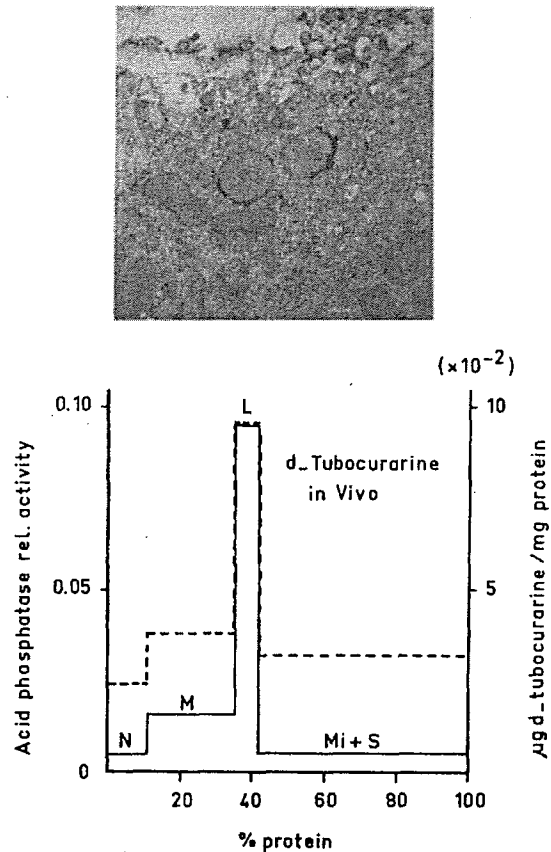 (×10⁻²)
0.10
0.05
0
Acid phosphatase rel. activity
L
d_Tubocurarine
in Vivo
N
M
Mi + S
10
5
µg d_tubocurarine / mg protein
20
40
60
80
100
% protein